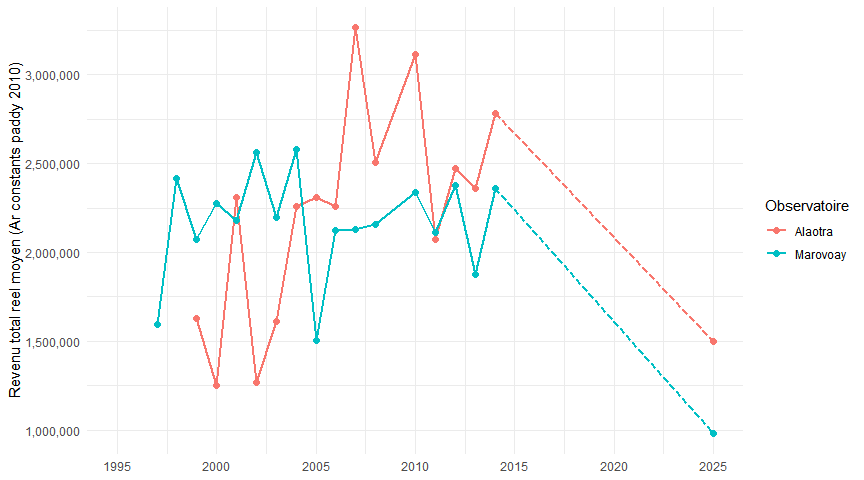 Revenu total reel moyen (Ar constants paddy 2010)
3,000,000
2,500,000
2,000,000
1,500,000
1,000,000
1995 2000 2005 2010 2015 2020 2025
Observatoire
Alaotra
Marovoay